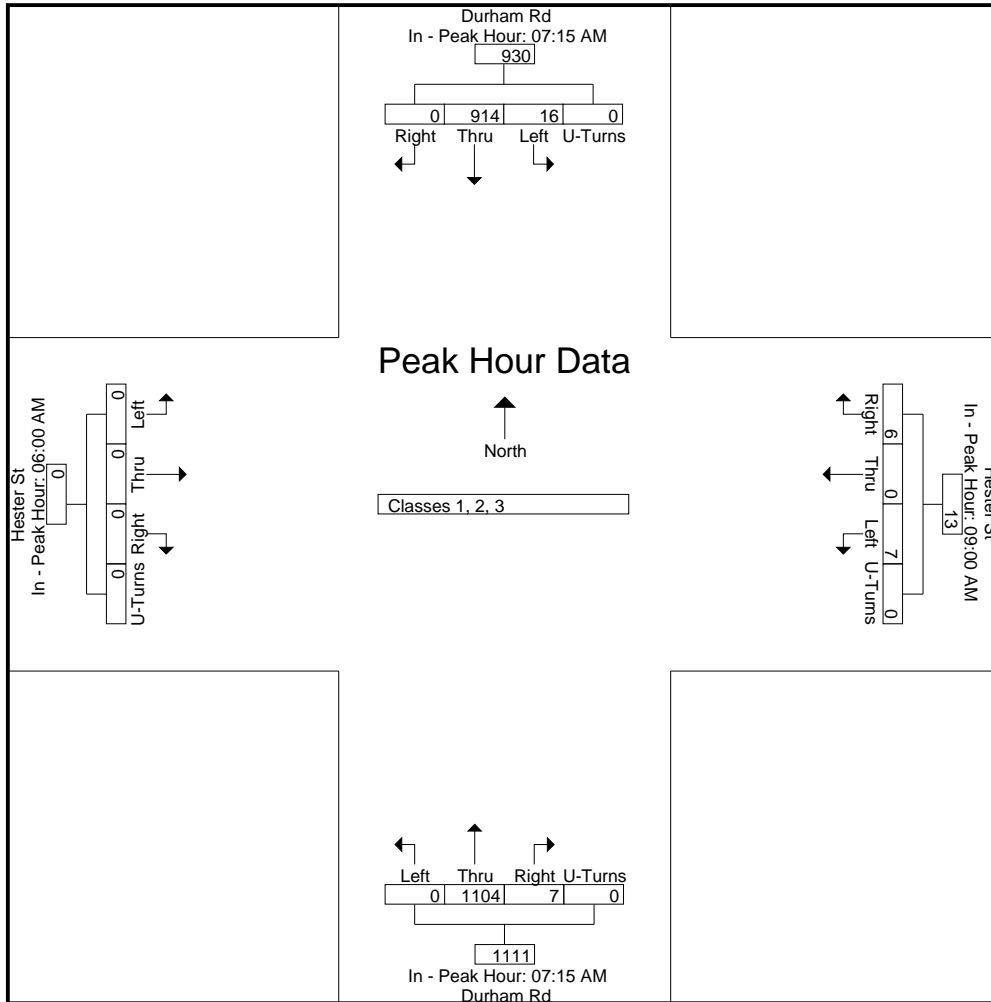 Durham Rd
In - Peak Hour: 07:15 AM
930
0 914 16 0
Right Thru Left U-Turns
Peak Hour Data
North
Classes 1, 2, 3
Hester St
In - Peak Hour: 06:00 AM
0
0 0 0 0
Left Thru Right U-Turns
Right Thru Left U-Turns
6 0 7 0
13
In - Peak Hour: 09:00 AM
Hester St
Left Thru Right U-Turns
0 1104 7 0
1111
In - Peak Hour: 07:15 AM
Durham Rd